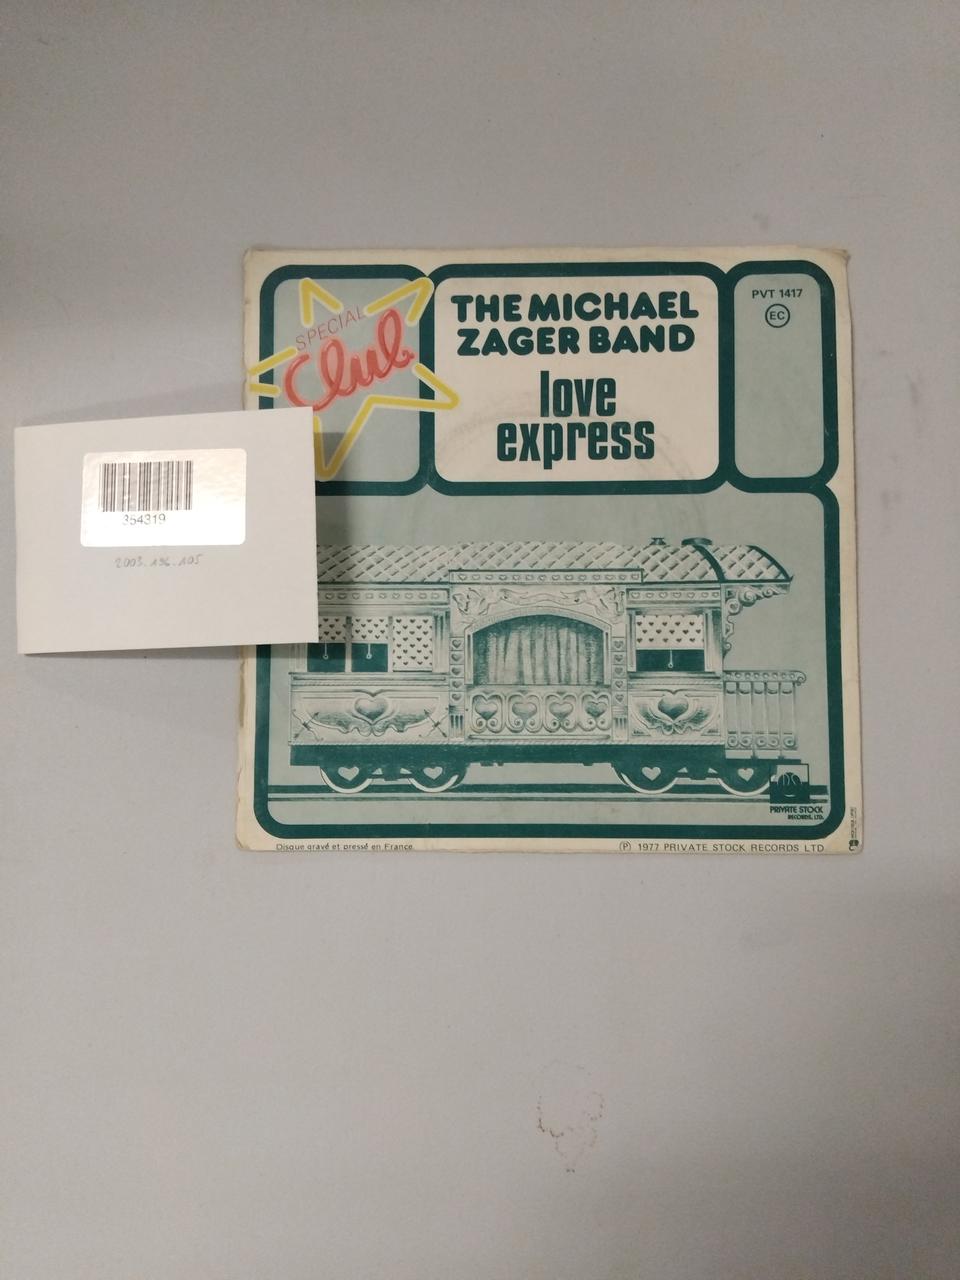 SPECIAL
Club
THE MICHAEL
ZAGER BAND
love
express
PVT 1417
EC
354319
2003.196.105
PRIVATE STOCK
RECORDS, LTD.
Disque gravé et pressé en France.
Ⓟ 1977 PRIVATE STOCK RECORDS LTD